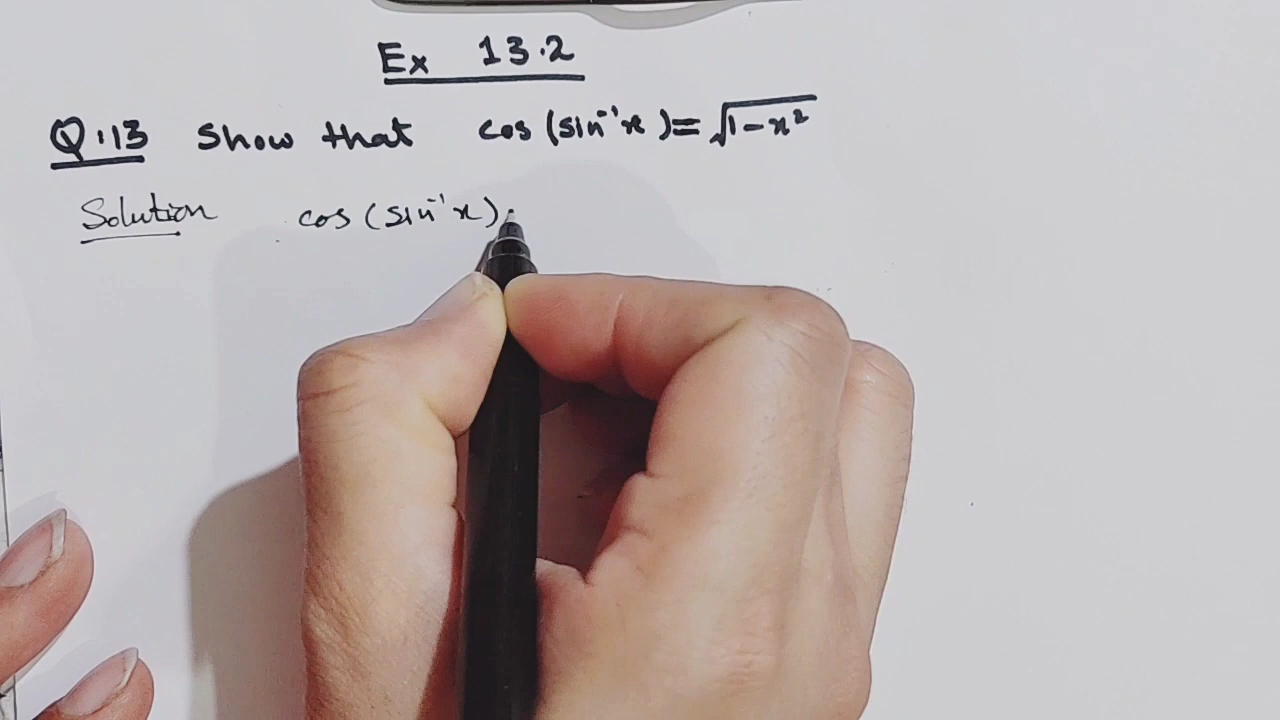 Ex 13.2
Q.13 Show that cos(sin⁻¹x)=√1-x²
Solution cos(sin⁻¹x)